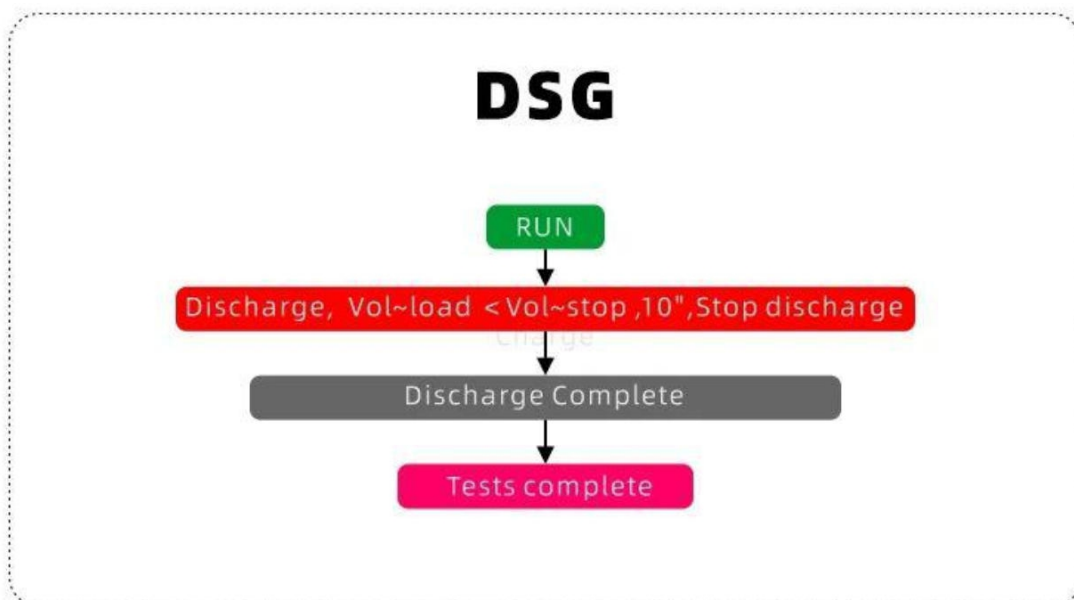 DSG
RUN
Discharge,  Vol~load < Vol~stop ,10",Stop discharge
Charge
Discharge Complete
Tests complete